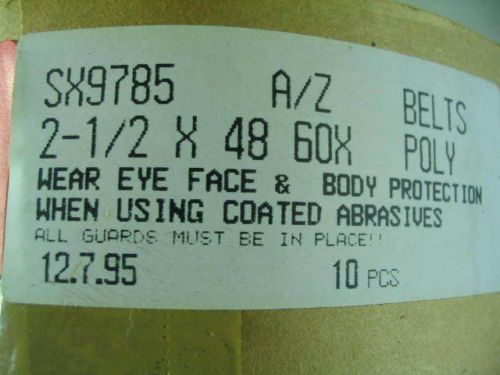 SX9785 A/Z BELTS
2-1/2 X 48 60X POLY
WEAR EYE FACE & BODY PROTECTION
WHEN USING COATED ABRASIVES
ALL GUARDS MUST BE IN PLACE!!
12.7.95 10 PCS